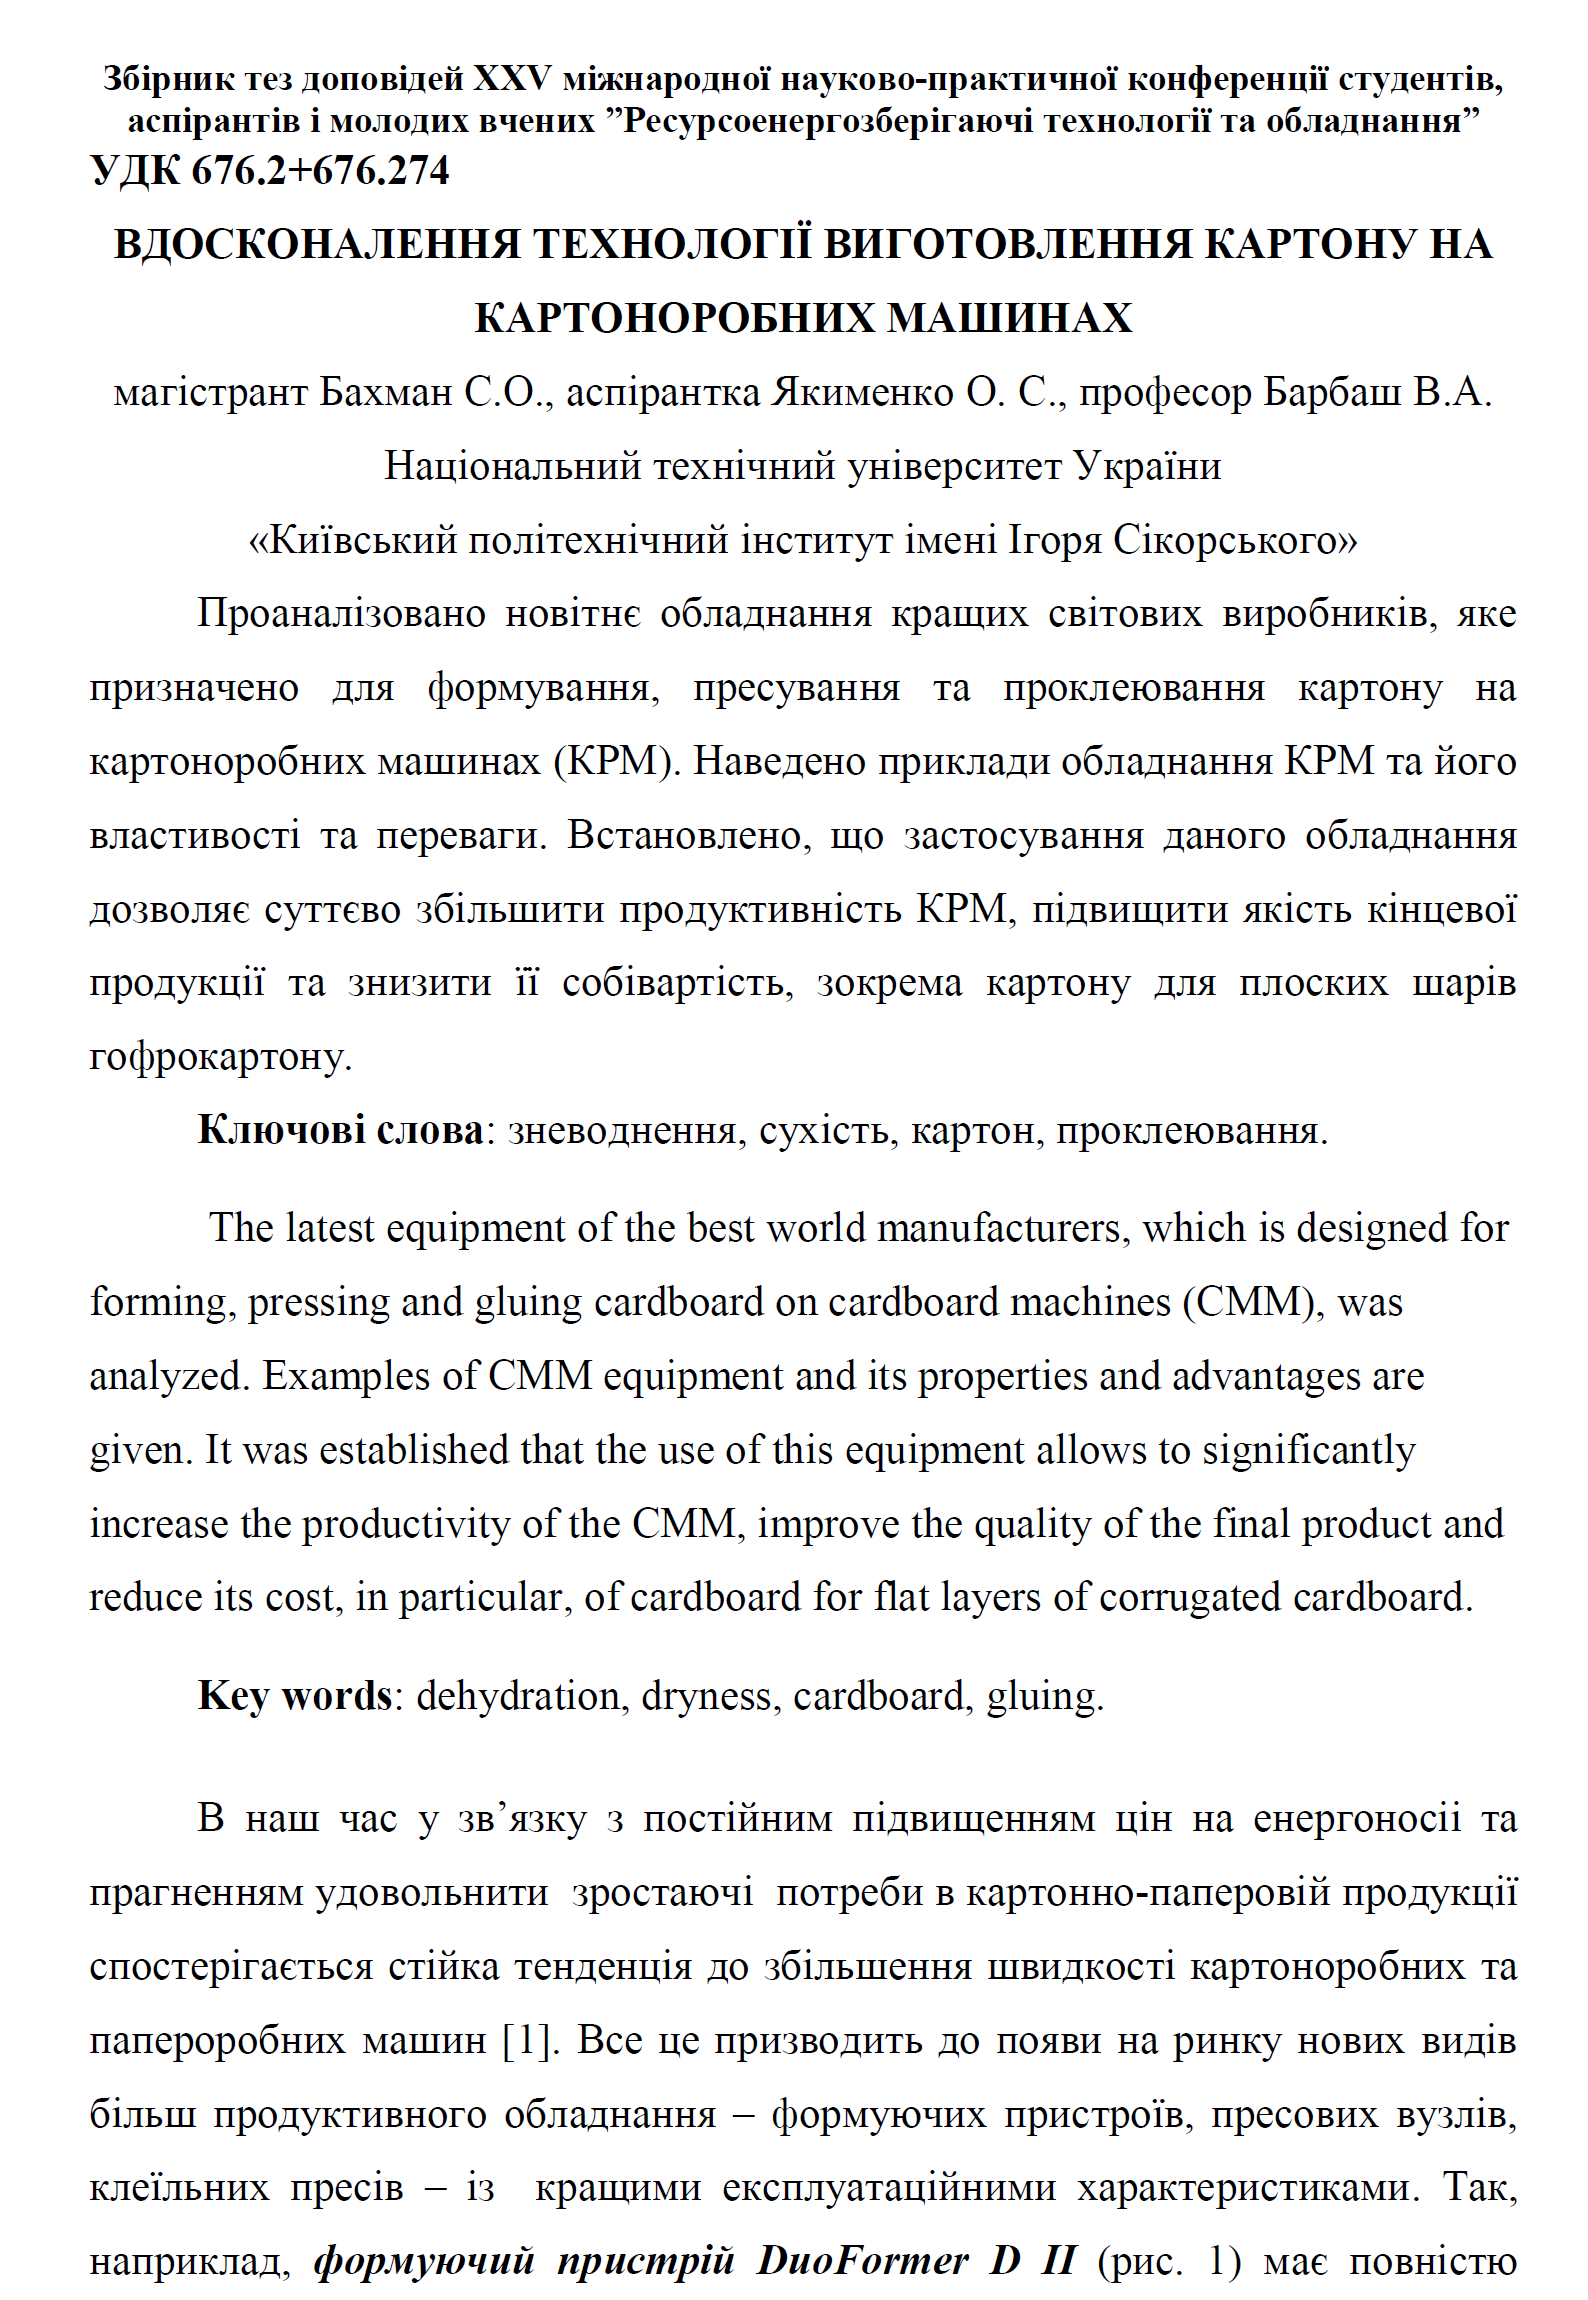 Збірник тез доповідей XXV міжнародної науково-практичної конференції студентів,
аспірантів і молодих вчених ”Ресурсоенергозберігаючі технології та обладнання”
УДК 676.2+676.274
ВДОСКОНАЛЕННЯ ТЕХНОЛОГІЇ ВИГОТОВЛЕННЯ КАРТОНУ НА
КАРТОНОРОБНИХ МАШИНАХ
магістрант Бахман С.О., аспірантка Якименко О. С., професор Барбаш В.А.
Національний технічний університет України
«Київський політехнічний інститут імені Ігоря Сікорського»
Проаналізовано новітнє обладнання кращих світових виробників, яке
призначено для формування, пресування та проклеювання картону на
картоноробних машинах (КРМ). Наведено приклади обладнання КРМ та його
властивості та переваги. Встановлено, що застосування даного обладнання
дозволяє суттєво збільшити продуктивність КРМ, підвищити якість кінцевої
продукції та знизити її собівартість, зокрема картону для плоских шарів
гофрокартону.
Ключові слова: зневоднення, сухість, картон, проклеювання.
The latest equipment of the best world manufacturers, which is designed for
forming, pressing and gluing cardboard on cardboard machines (CMM), was
analyzed. Examples of CMM equipment and its properties and advantages are
given. It was established that the use of this equipment allows to significantly
increase the productivity of the CMM, improve the quality of the final product and
reduce its cost, in particular, of cardboard for flat layers of corrugated cardboard.
Key words: dehydration, dryness, cardboard, gluing.
В наш час у зв’язку з постійним підвищенням цін на енергоносіі та
прагненням удовольнити зростаючі потреби в картонно-паперовій продукції
спостерігається стійка тенденція до збільшення швидкості картоноробних та
папероробних машин [1]. Все це призводить до появи на ринку нових видів
більш продуктивного обладнання – формуючих пристроїв, пресових вузлів,
клеїльних пресів – із кращими експлуатаційними характеристиками. Так,
наприклад, формуючий пристрій DuoFormer D II (рис. 1) має повністю